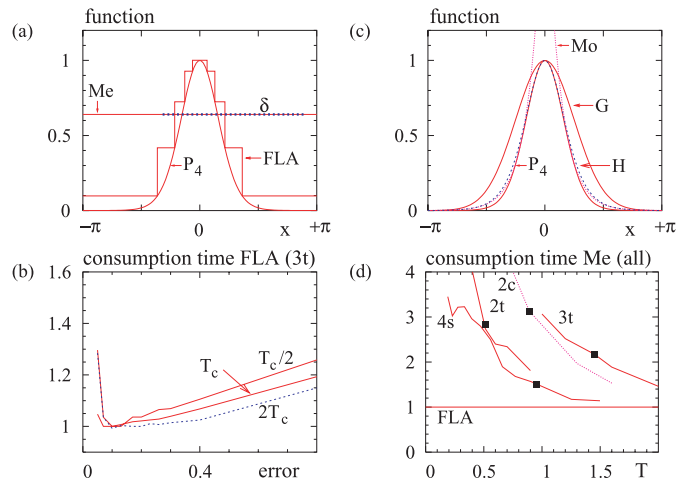 function
(a)
1
Me
δ
0.5
P4
FLA
0
−π
0
x
+π
function
(c)
Mo
1
G
0.5
P4
H
0
−π
0
x
+π
consumption time FLA (3t)
(b)
1.6
1.4
1.2
1
Tc
Tc/2
2Tc
0
0.4
error
consumption time Me (all)
(d)
4
3
2
1
0
2c
2t
3t
4s
FLA
0
0.5
1
1.5
T